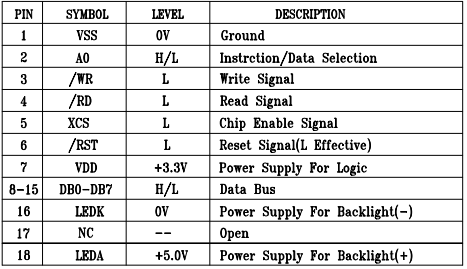 PIN SYMBOL LEVEL DESCRIPTION
1 VSS 0V Ground
2 A0 H/L Instrction/Data Selection
3 /WR L Write Signal
4 /RD L Read Signal
5 XCS L Chip Enable Signal
6 /RST L Reset Signal(L Effective)
7 VDD +3.3V Power Supply For Logic
8-15 DB0-DB7 H/L Data Bus
16 LEDK 0V Power Supply For Backlight(-)
17 NC -- Open
18 LEDA +5.0V Power Supply For Backlight(+)